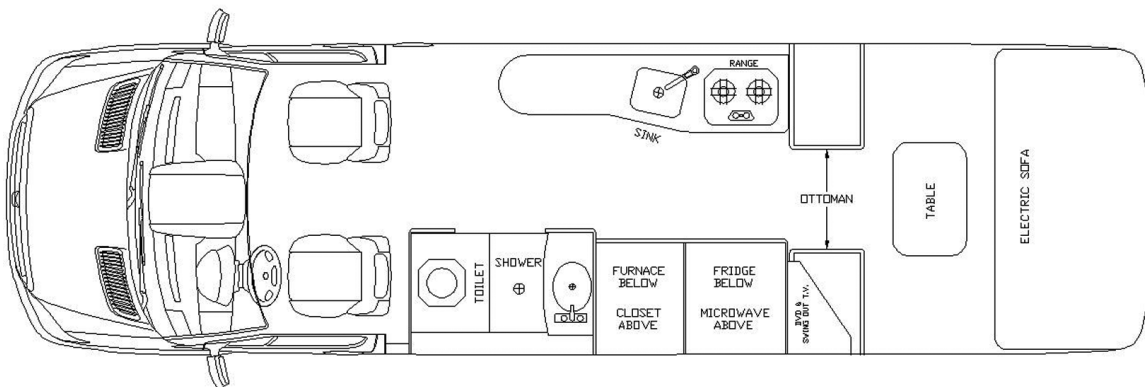 RANGE
SINK
OTTOMAN
TABLE
ELECTRIC SOFA
TOILET
SHOWER
FURNACE
BELOW
CLOSET
ABOVE
FRIDGE
BELOW
MICROWAVE
ABOVE
DVD &
SWING OUT T.V.